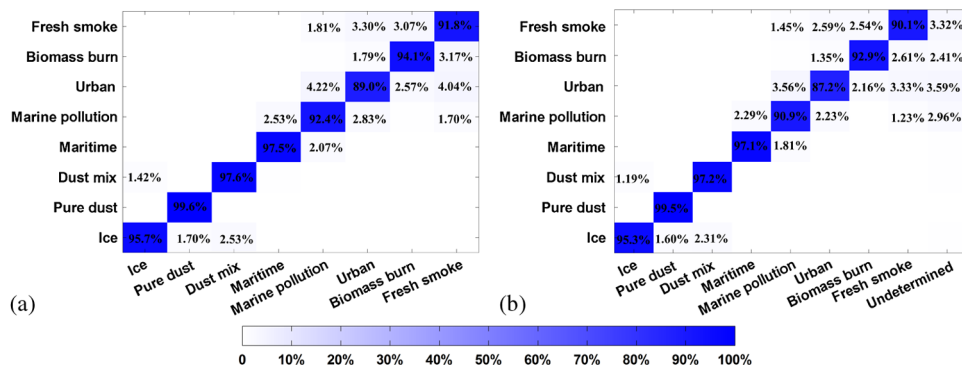 Fresh smoke 1.81% 3.30% 3.07% 91.8%
Biomass burn 1.79% 94.1% 3.17%
Urban 4.22% 89.0% 2.57% 4.04%
Marine pollution 2.53% 92.4% 2.83% 1.70%
Maritime 97.5% 2.07%
Dust mix 1.42% 97.6%
Pure dust 99.6%
Ice 95.7% 1.70% 2.53%
Ice Pure dust Dust mix Maritime Marine pollution Urban Biomass burn Fresh smoke
(a)
Fresh smoke 1.45% 2.59% 2.54% 90.1% 3.32%
Biomass burn 1.35% 92.9% 2.61% 2.41%
Urban 3.56% 87.2% 2.16% 3.33% 3.59%
Marine pollution 2.29% 90.9% 2.23% 1.23% 2.96%
Maritime 97.1% 1.81%
Dust mix 1.19% 97.2%
Pure dust 99.5%
Ice 95.3% 1.60% 2.31%
Ice Pure dust Dust mix Maritime Marine pollution Urban Biomass burn Fresh smoke Undetermined
(b)
0 10% 20% 30% 40% 50% 60% 70% 80% 90% 100%